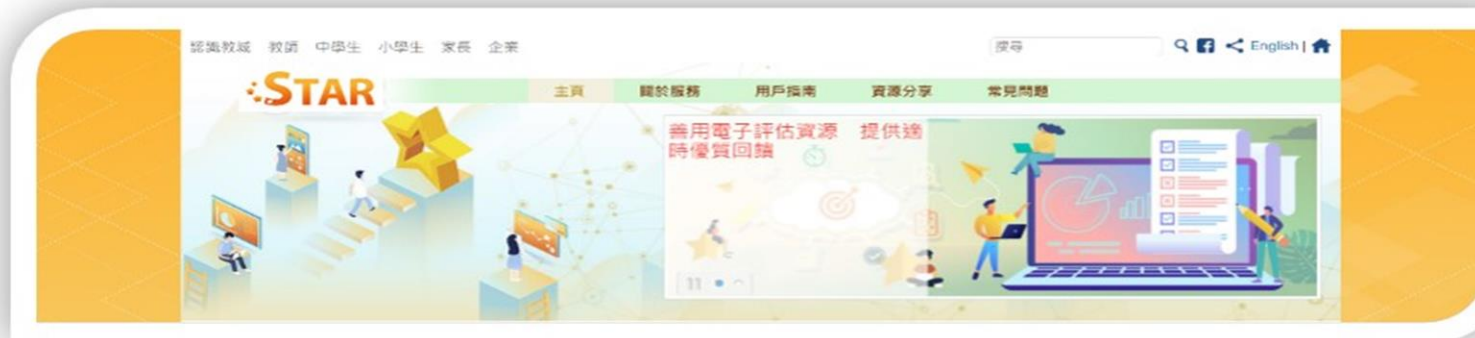 認識教城 教師 中學生 小學生 家長 企業
搜尋
English |
STAR
主頁 關於服務 用戶指南 資源分享 常見問題
善用電子評估資源 提供適
時優質回饋